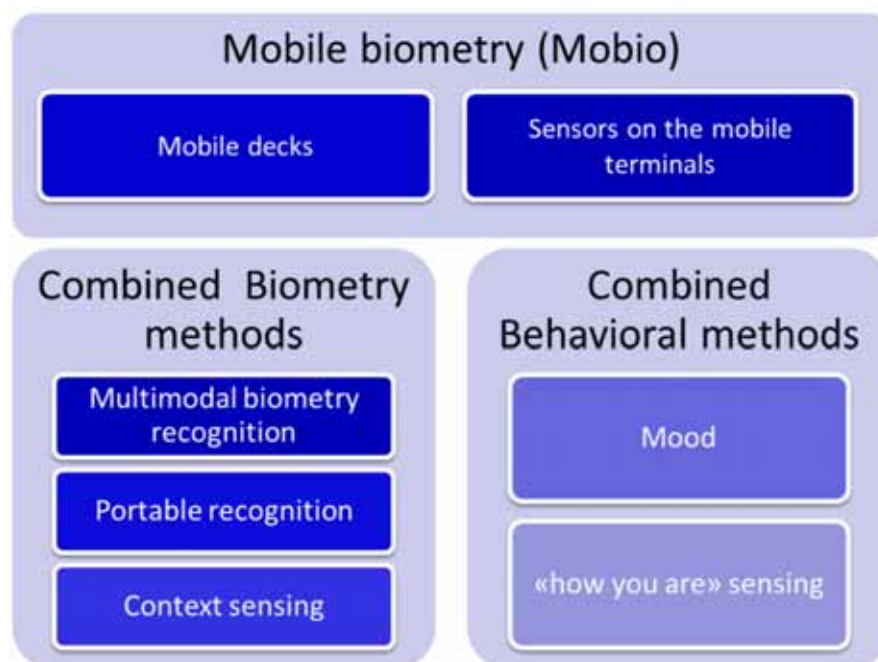 Mobile biometry (Mobio)
Mobile decks
Sensors on the mobile
terminals
Combined Biometry
methods
Multimodal biometry
recognition
Portable recognition
Context sensing
Combined
Behavioral methods
Mood
«how you are» sensing